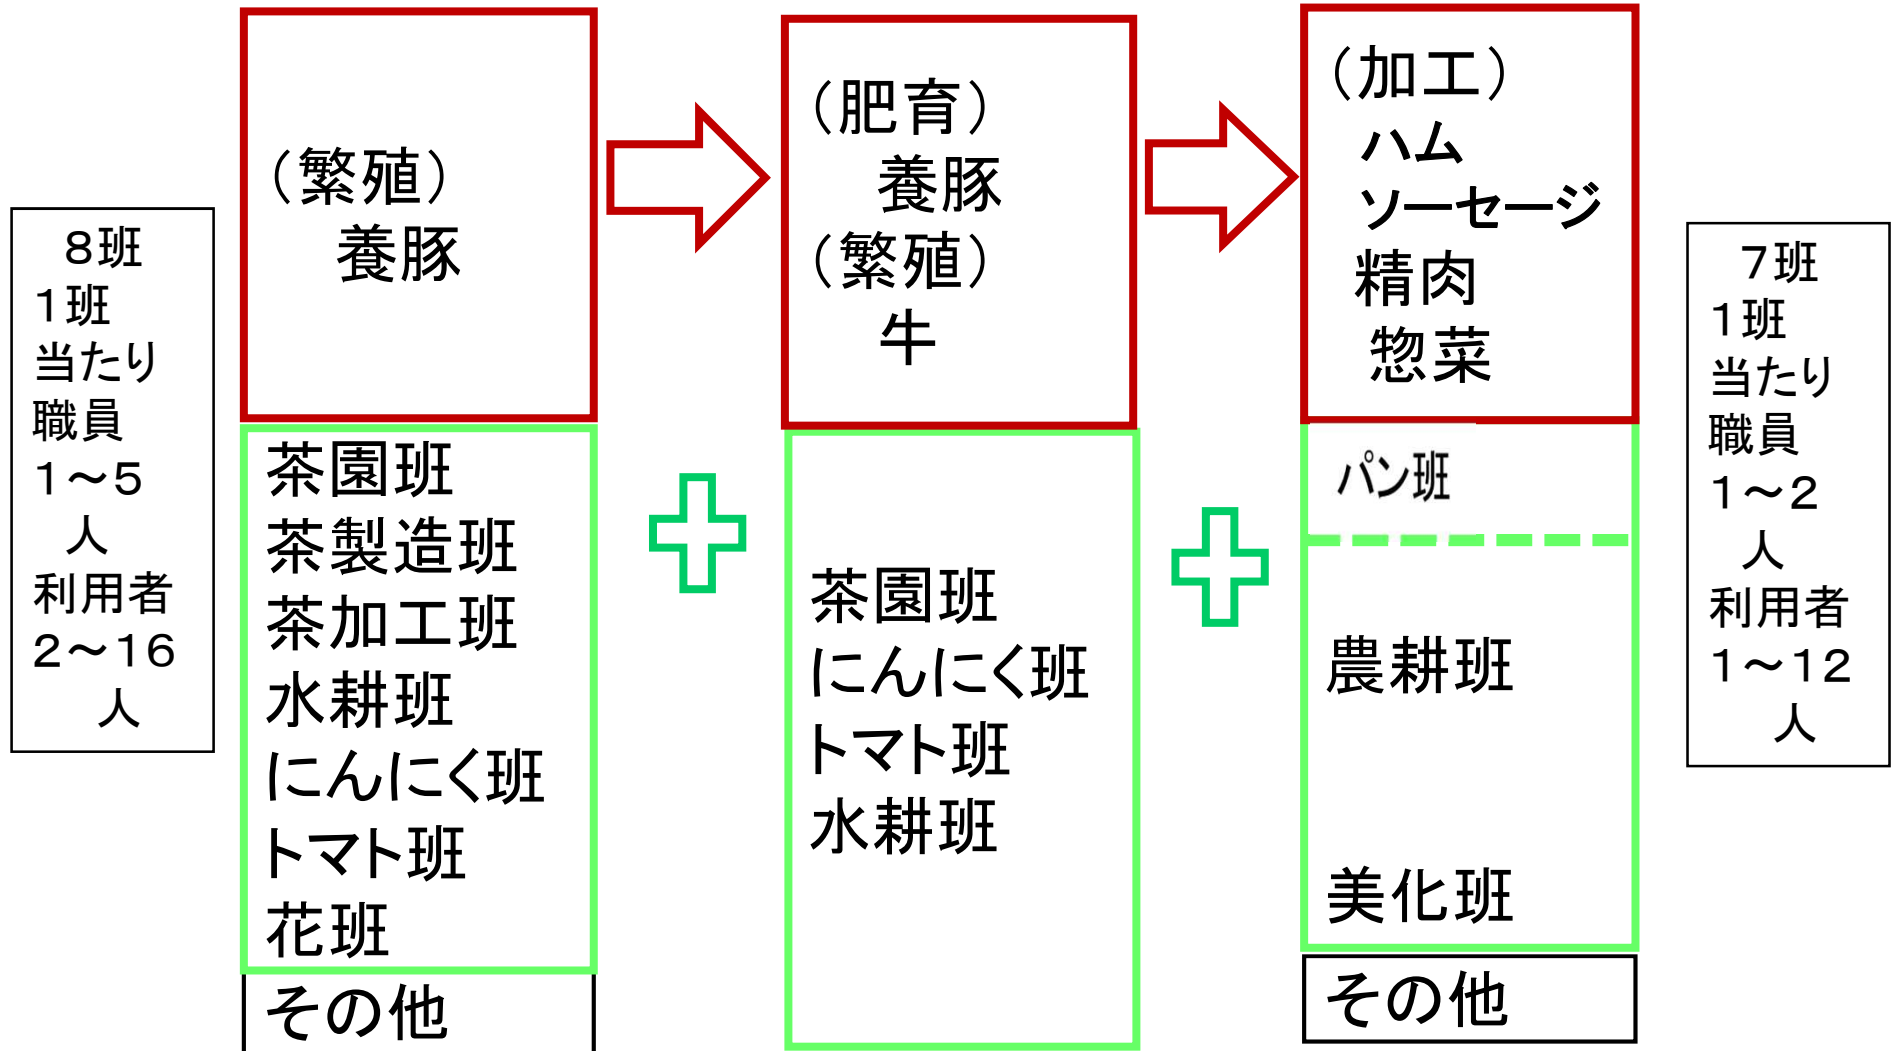 8班
1班
当たり
職員
1～5
人
利用者
2～16
人
（繁殖）
養豚
茶園班
茶製造班
茶加工班
水耕班
にんにく班
トマト班
花班
その他
（肥育）
養豚
（繁殖）
牛
茶園班
にんにく班
トマト班
水耕班
（加工）
ハム
ソーセージ
精肉
惣菜
パン班
農耕班
美化班
その他
7班
1班
当たり
職員
1～2
人
利用者
1～12
人